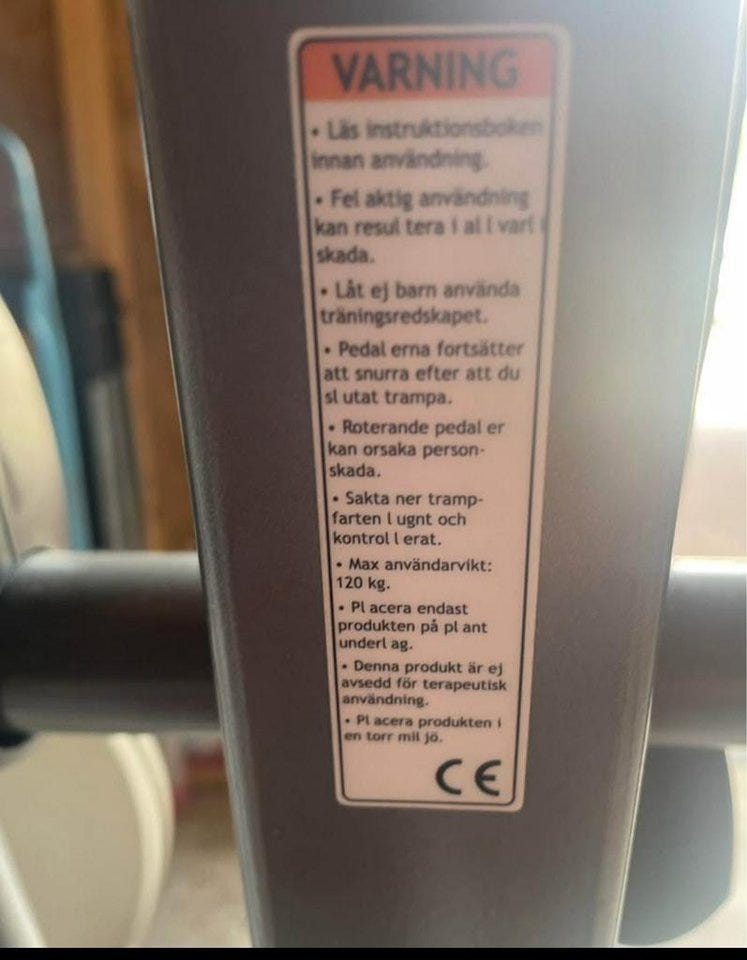 VARNING
• Läs instruktionsboken
innan användning.
• Fel aktig användning
kan resul tera i al l varl i
skada.
• Låt ej barn använda
träningsredskapet.
• Pedal erna fortsätter
att snurra efter att du
sl utat trampa.
• Roterande pedal er
kan orsaka person-
skada.
• Sakta ner tramp-
farten l ugnt och
kontrol l erat.
• Max användarvikt:
120 kg.
• Pl acera endast
produkten på pl ant
underl ag.
• Denna produkt är ej
avsedd för terapeutisk
användning.
• Pl acera produkten i
en torr mil jö.
CE